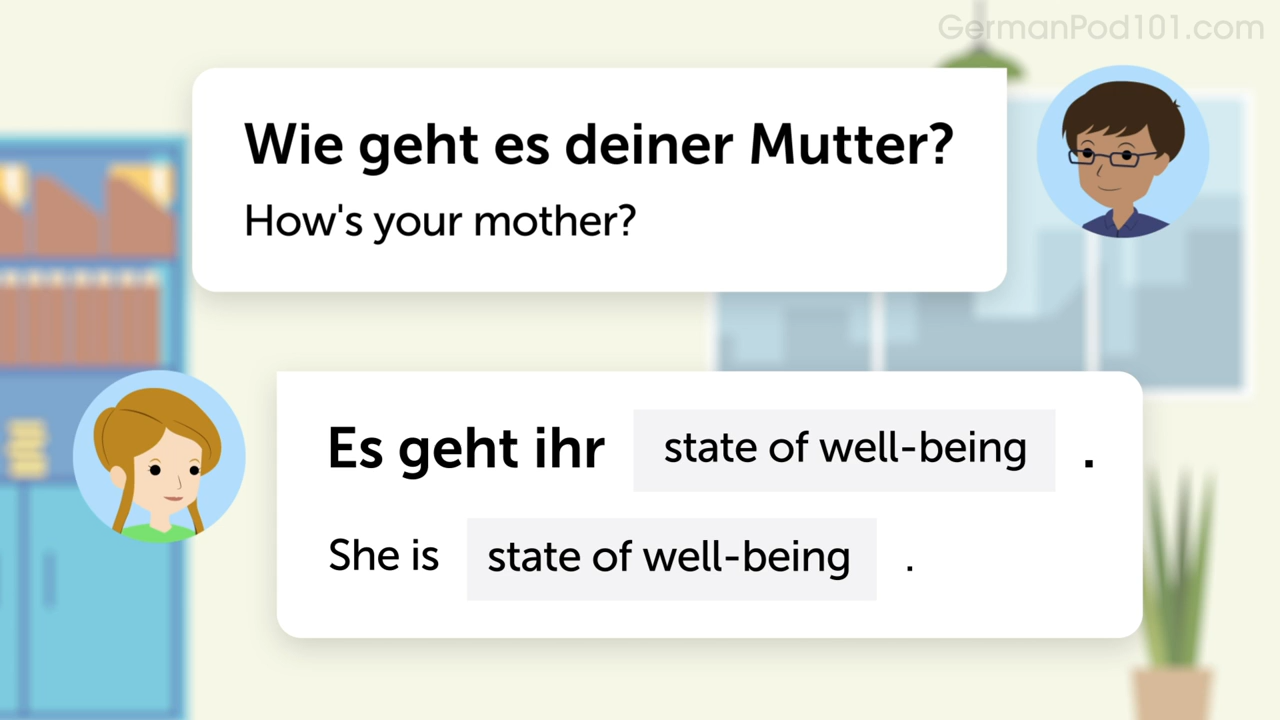 GermanPod101.com
Wie geht es deiner Mutter?
How's your mother?
Es geht ihr state of well-being .
She is state of well-being .